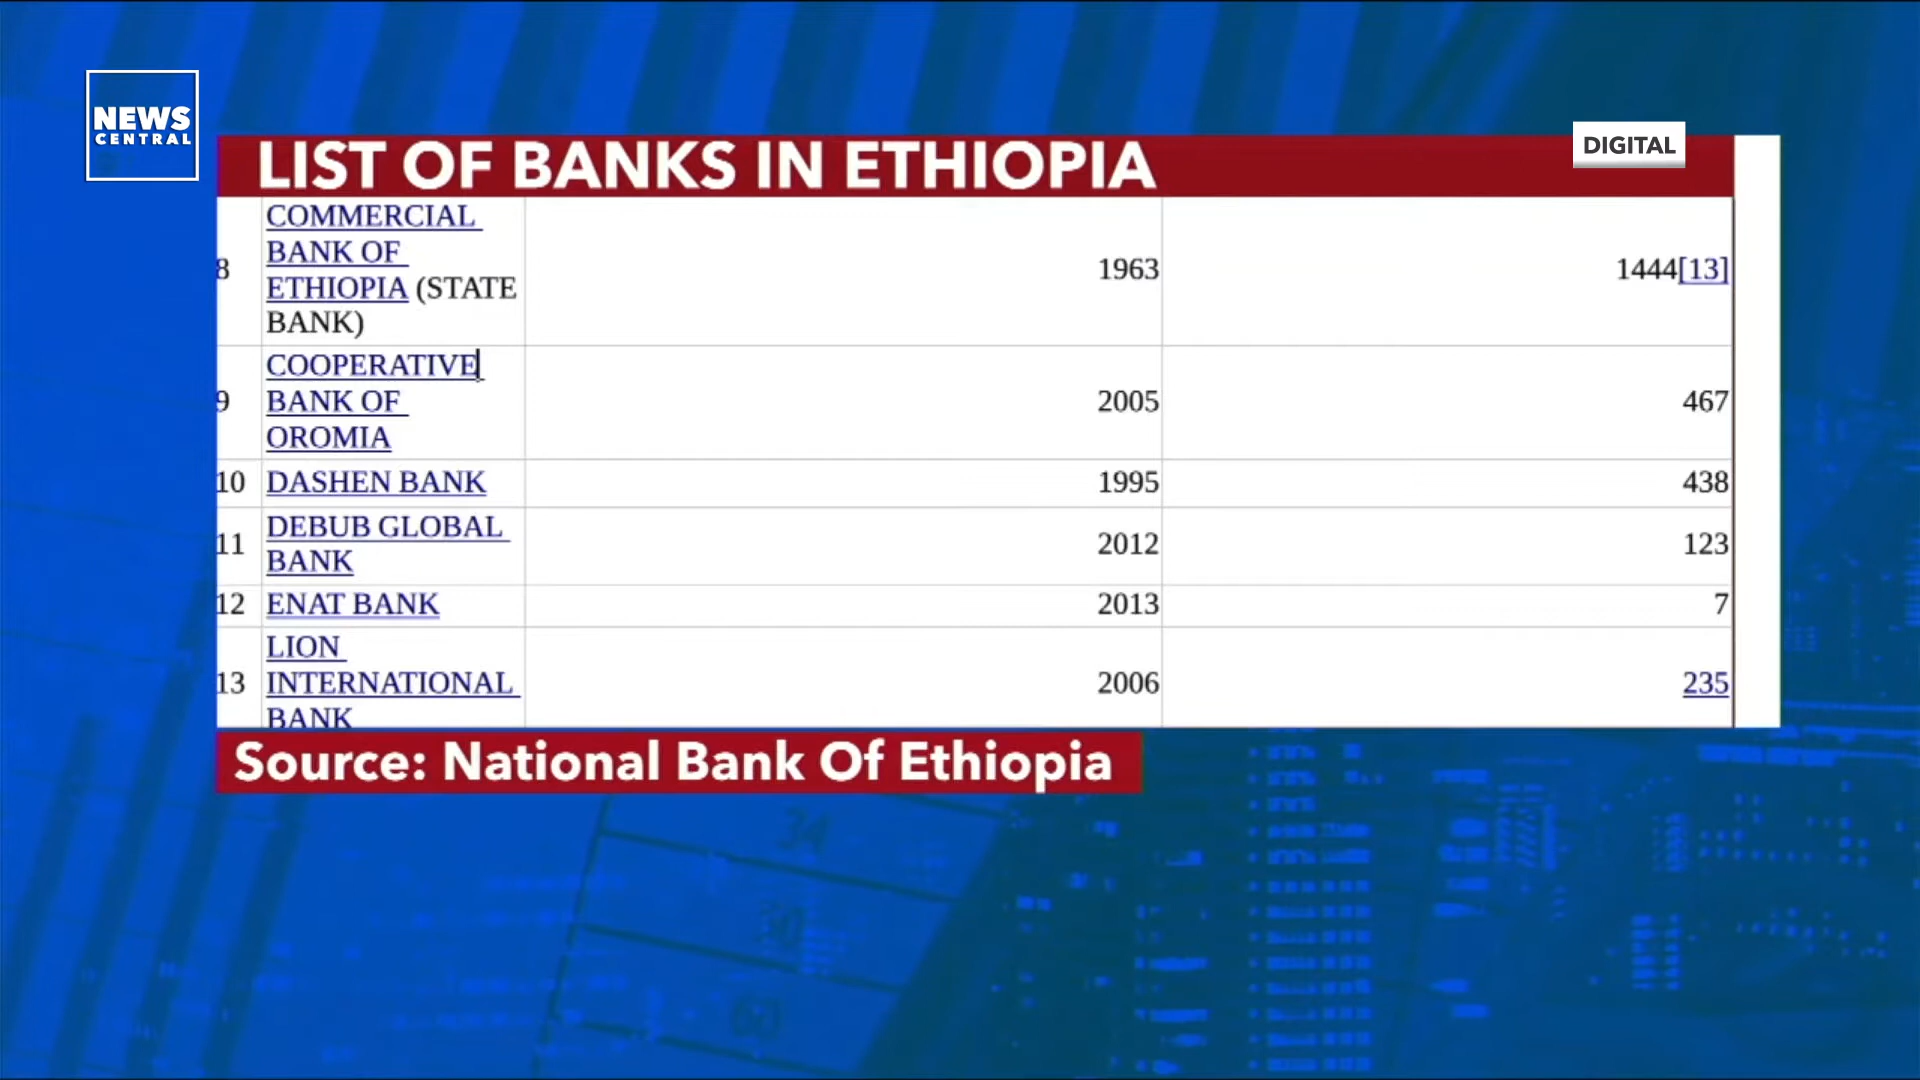 NEWS
CENTRAL
DIGITAL
LIST OF BANKS IN ETHIOPIA
8
COMMERCIAL
BANK OF
ETHIOPIA (STATE
BANK)
1963
1444[13]
9
COOPERATIVE
BANK OF
OROMIA
2005
467
10
DASHEN BANK
1995
438
11
DEBUB GLOBAL
BANK
2012
123
12
ENAT BANK
2013
7
13
LION
INTERNATIONAL
BANK
2006
235
Source: National Bank Of Ethiopia
34